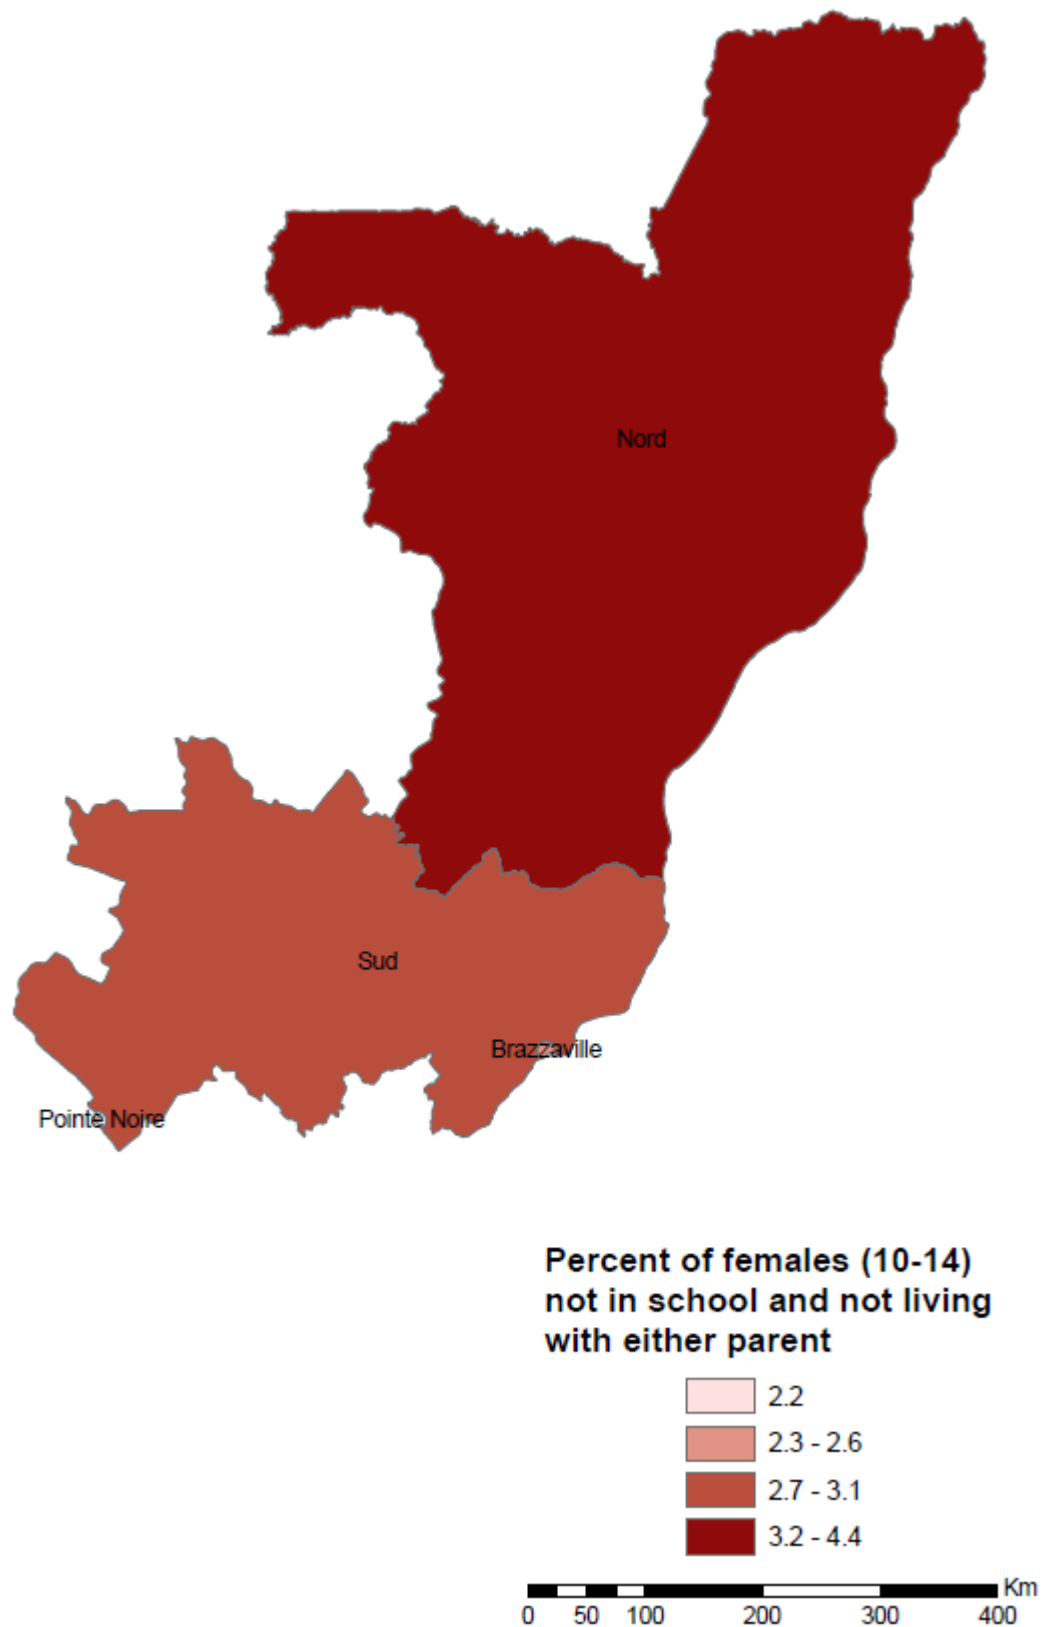 Nord
Sud
Brazzaville
Pointe Noire
Percent of females (10-14)
not in school and not living
with either parent
2.2
2.3 - 2.6
2.7 - 3.1
3.2 - 4.4
Km
0 50 100 200 300 400